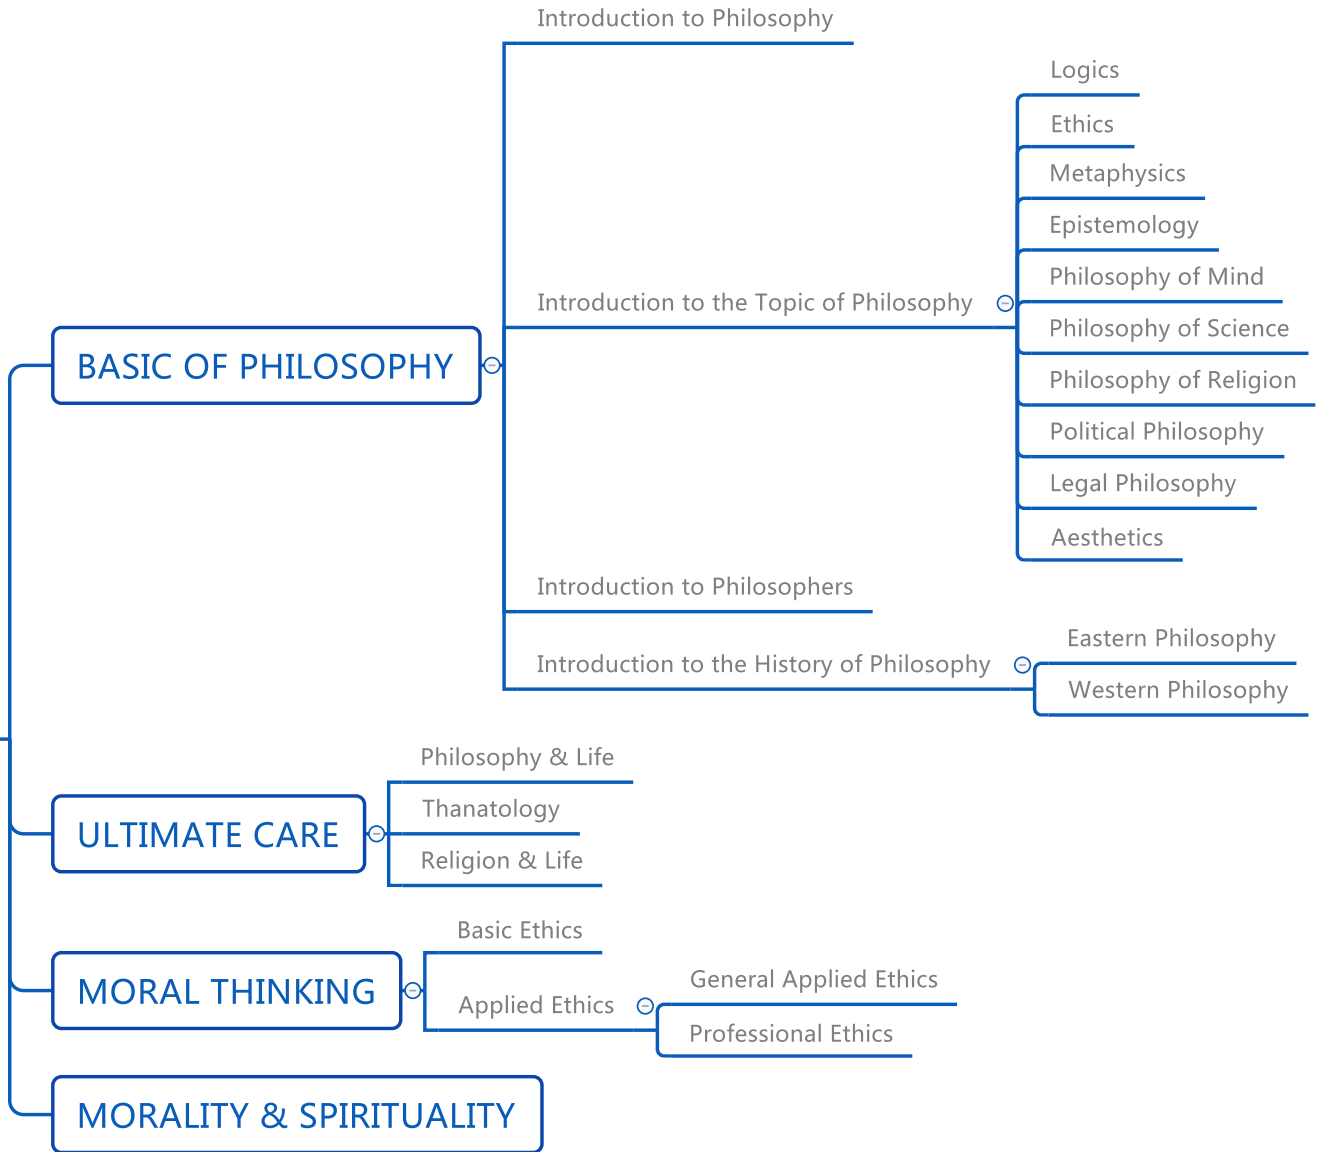 BASIC OF PHILOSOPHY
Introduction to Philosophy
Introduction to the Topic of Philosophy
Logics
Ethics
Metaphysics
Epistemology
Philosophy of Mind
Philosophy of Science
Philosophy of Religion
Political Philosophy
Legal Philosophy
Aesthetics
Introduction to Philosophers
Introduction to the History of Philosophy
Eastern Philosophy
Western Philosophy
ULTIMATE CARE
Philosophy & Life
Thanatology
Religion & Life
MORAL THINKING
Basic Ethics
Applied Ethics
General Applied Ethics
Professional Ethics
MORALITY & SPIRITUALITY